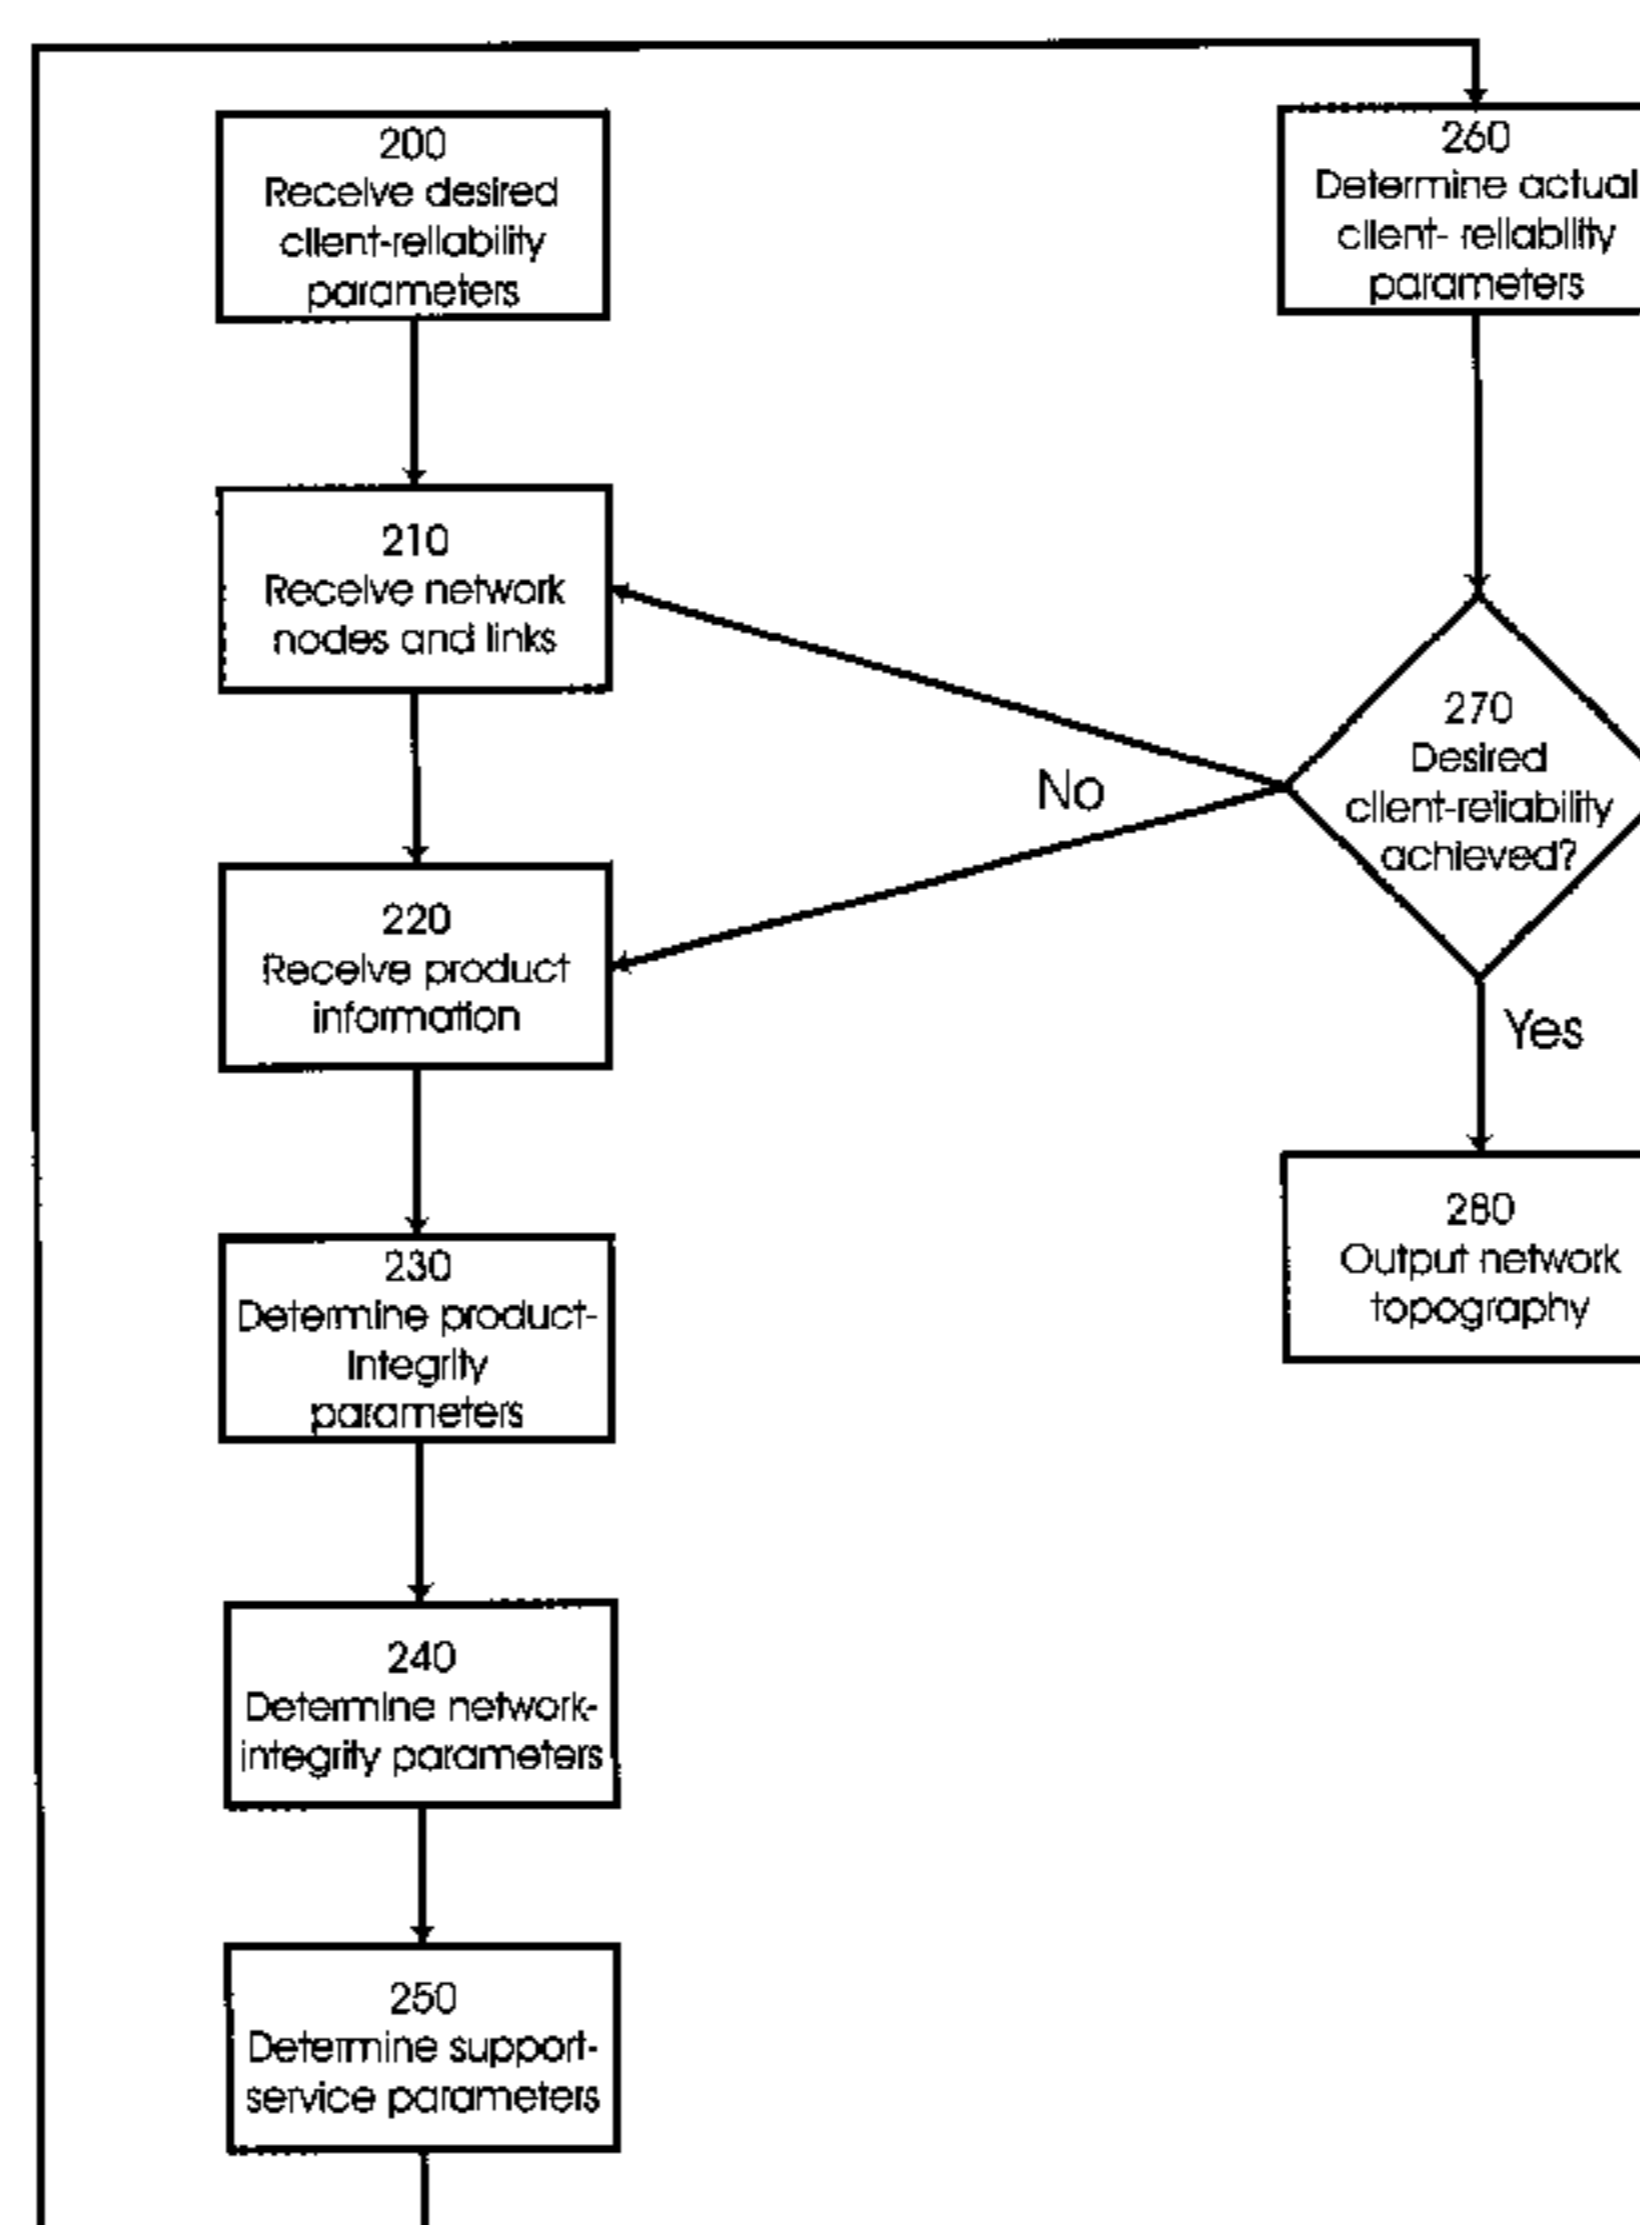 200
Receive desired
client-reliability
parameters
210
Receive network
nodes and links
220
Receive product
information
230
Determine product-
integrity
parameters
240
Determine network-
integrity parameters
250
Determine support-
service parameters
260
Determine actual
client- reliability
parameters
270
Desired
client-reliability
achieved?
No
Yes
280
Output network
topography